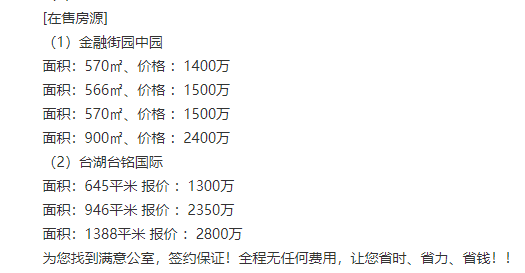 [在售房源]
（1）金融街园中园
面积：570㎡、价格 ：1400万
面积：566㎡、价格 ：1500万
面积：570㎡、价格 ：1500万
面积：900㎡、价格 ：2400万
（2）台湖台铭国际
面积：645平米 报价 ：1300万
面积：946平米 报价 ：2350万
面积：1388平米 报价 ：2800万
为您找到满意公室，签约保证！全程无任何费用，让您省时、省力、省钱！！